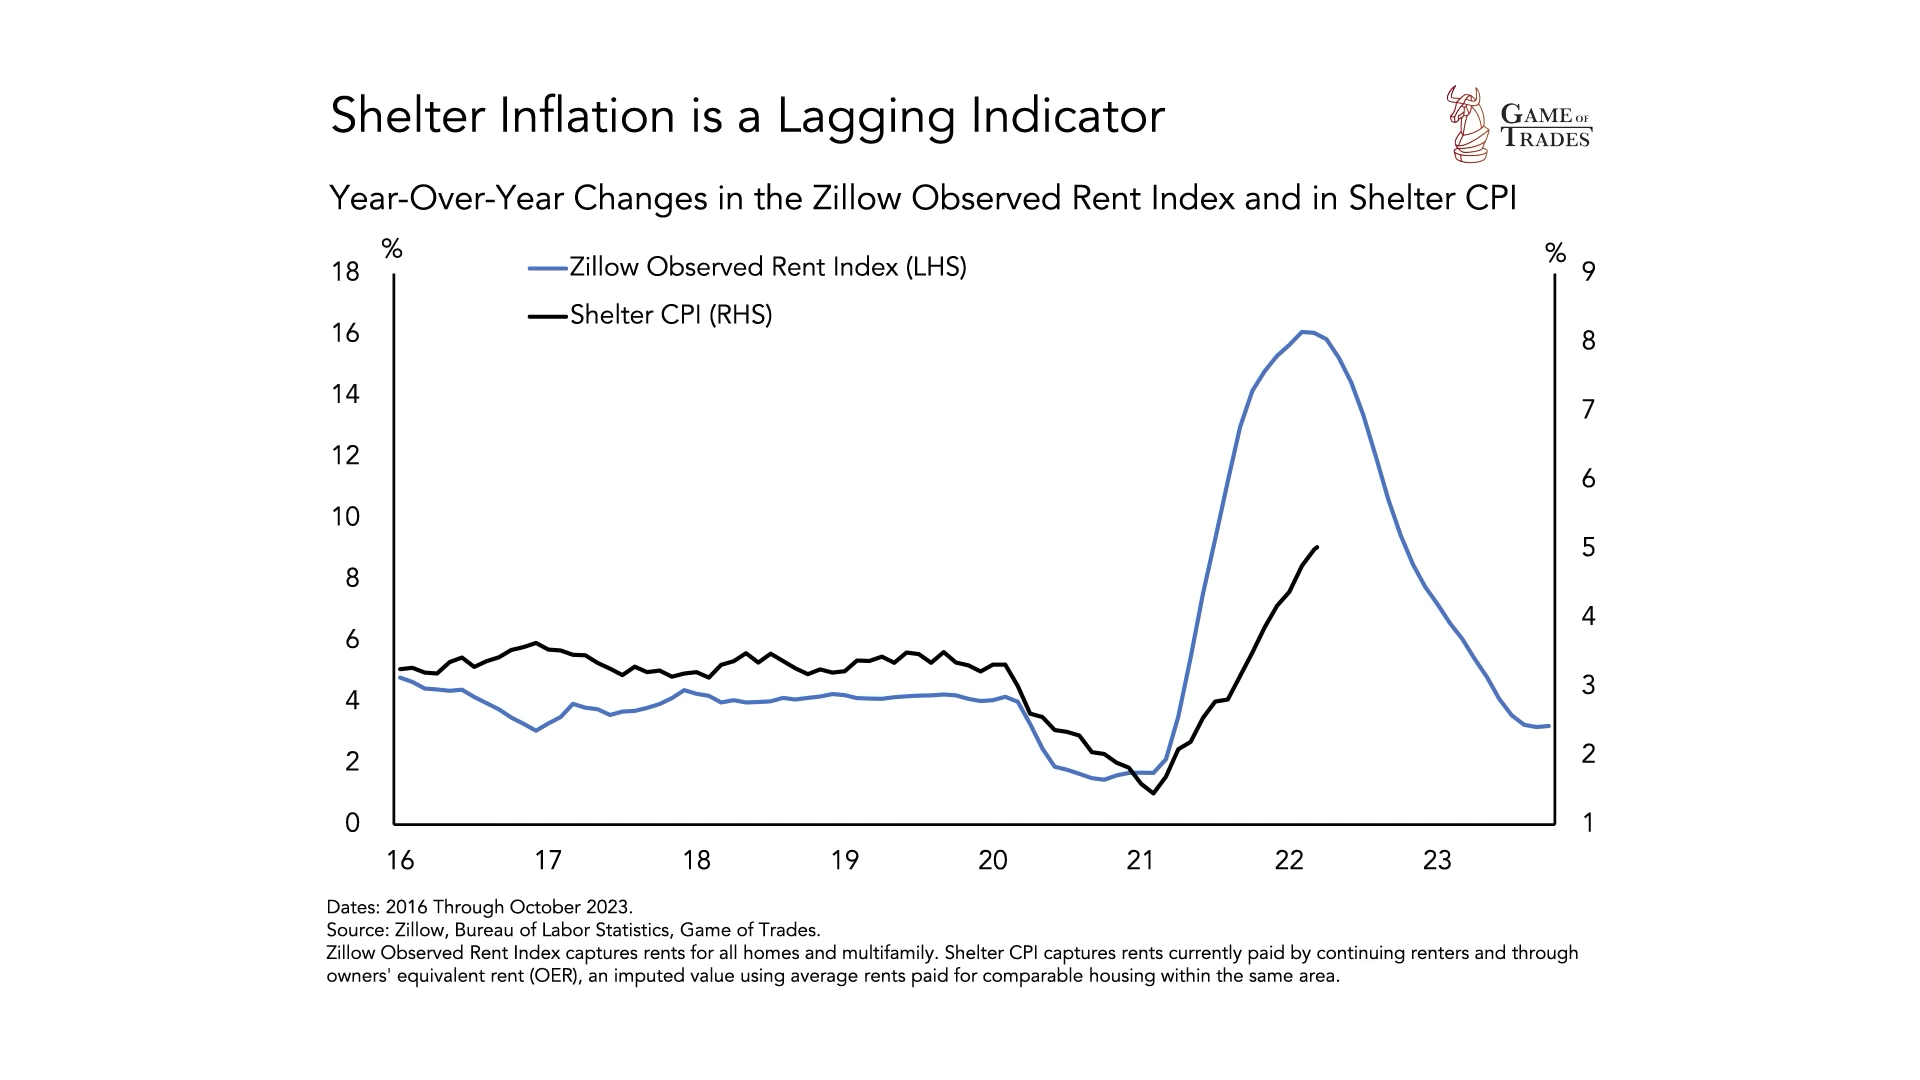 Shelter Inflation is a Lagging Indicator
GAME OF
TRADES
Year-Over-Year Changes in the Zillow Observed Rent Index and in Shelter CPI
% %
Zillow Observed Rent Index (LHS)
Shelter CPI (RHS)
18 9
16 8
14 7
12 6
10 5
8 4
6 3
4 2
2 1
0
16 17 18 19 20 21 22 23
Dates: 2016 Through October 2023.
Source: Zillow, Bureau of Labor Statistics, Game of Trades.
Zillow Observed Rent Index captures rents for all homes and multifamily. Shelter CPI captures rents currently paid by continuing renters and through
owners' equivalent rent (OER), an imputed value using average rents paid for comparable housing within the same area.